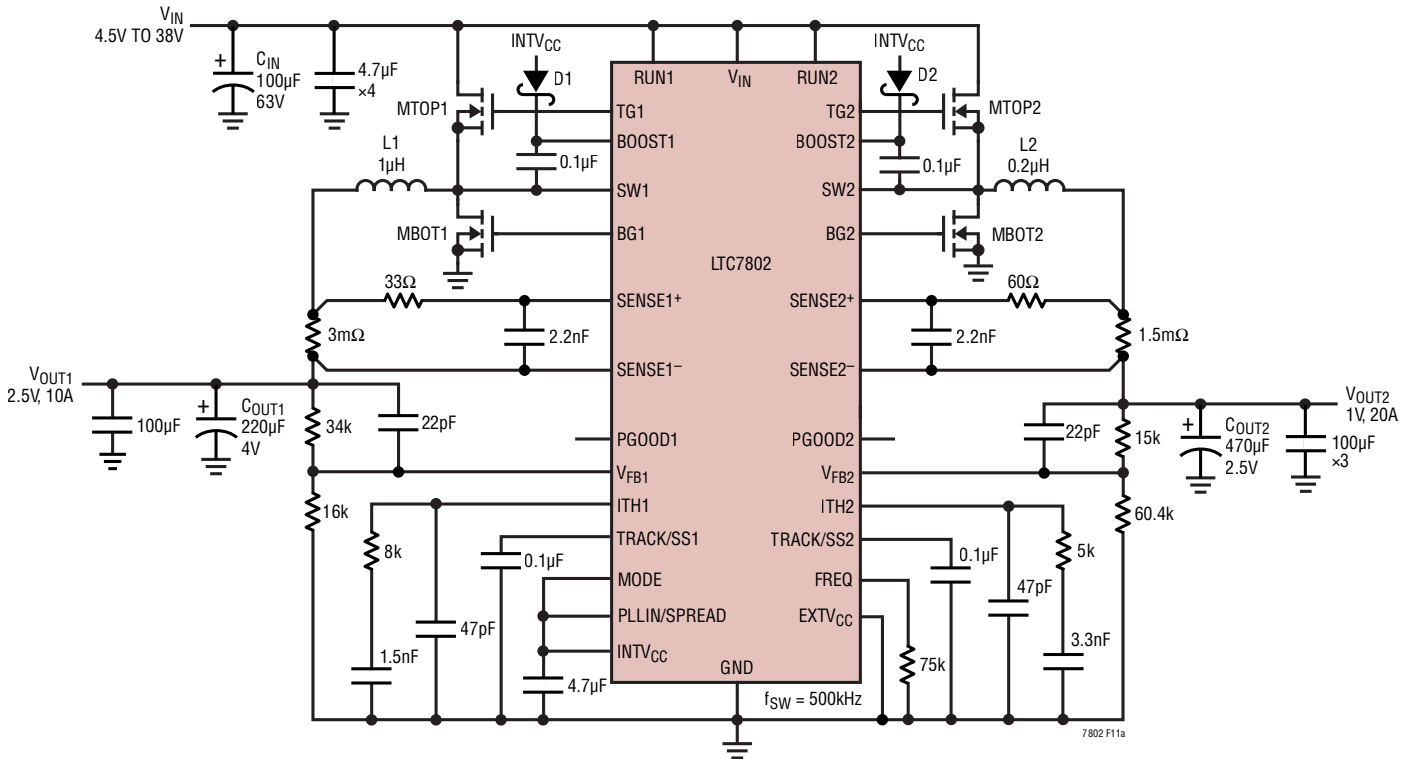 VIN
4.5V TO 38V
+
CIN
100µF
63V
4.7µF
×4
INTVCC
D1
MTOP1
L1
1µH
0.1µF
MBOT1
33Ω
3mΩ
2.2nF
VOUT1
2.5V, 10A
100µF
+
COUT1
220µF
4V
34k
22pF
16k
8k
1.5nF
47pF
0.1µF
4.7µF
RUN1
VIN
RUN2
TG1
BOOST1
SW1
BG1
LTC7802
SENSE1+
SENSE1–
PGOOD1
VFB1
ITH1
TRACK/SS1
MODE
PLLIN/SPREAD
INTVCC
GND
TG2
BOOST2
SW2
BG2
SENSE2+
SENSE2–
PGOOD2
VFB2
ITH2
TRACK/SS2
FREQ
EXTVCC
fSW = 500kHz
INTVCC
D2
MTOP2
L2
0.2µH
0.1µF
MBOT2
60Ω
1.5mΩ
2.2nF
VOUT2
1V, 20A
22pF
15k
+
COUT2
470µF
2.5V
100µF
×3
60.4k
0.1µF
47pF
5k
3.3nF
75k
7802 F11a